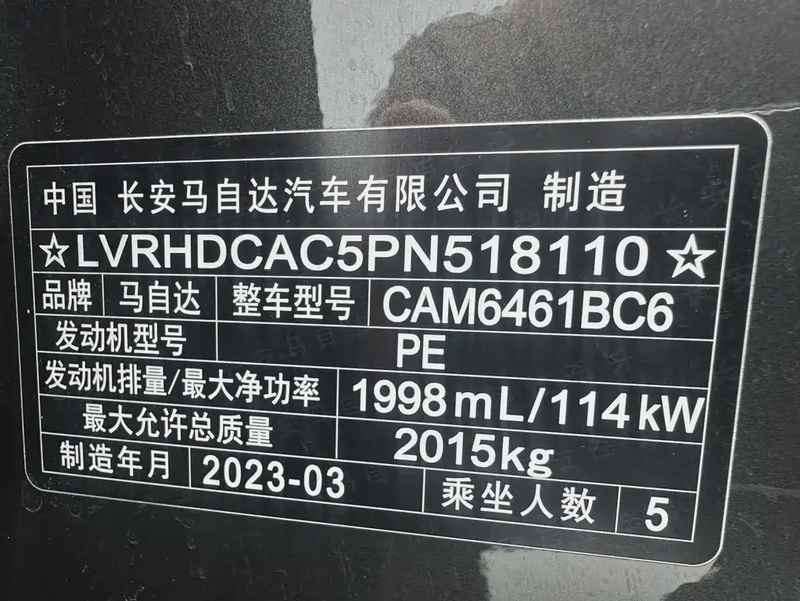 中国 长安马自达汽车有限公司 制造
☆LVRHDCAC5PN518110☆
品牌 马自达 整车型号 CAM6461BC6
发动机型号 PE
发动机排量/最大净功率 1998mL/114kW
最大允许总质量 2015kg
制造年月 2023-03 乘坐人数 5